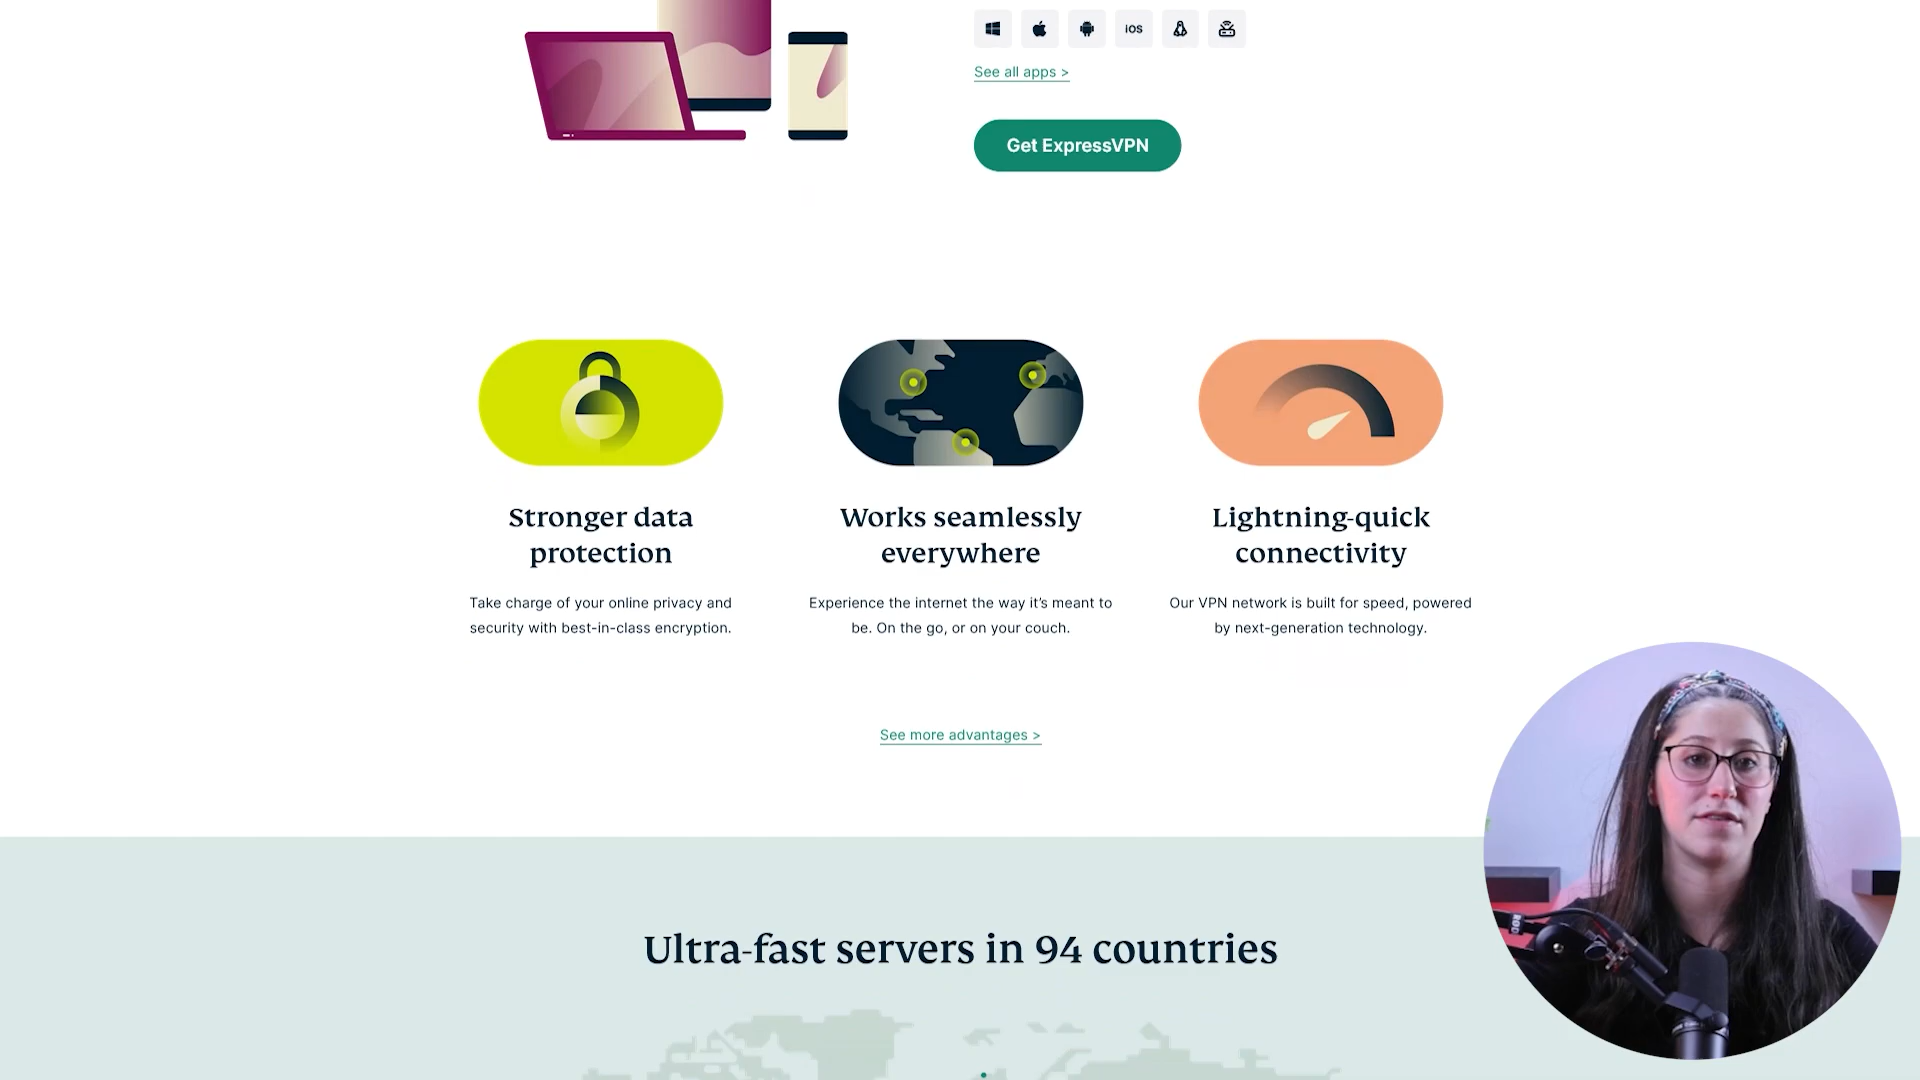 iOS
See all apps >
Get ExpressVPN
Stronger data
protection
Take charge of your online privacy and
security with best-in-class encryption.
Works seamlessly
everywhere
Experience the internet the way it’s meant to
be. On the go, or on your couch.
Lightning-quick
connectivity
Our VPN network is built for speed, powered
by next-generation technology.
See more advantages >
Ultra-fast servers in 94 countries
RODE